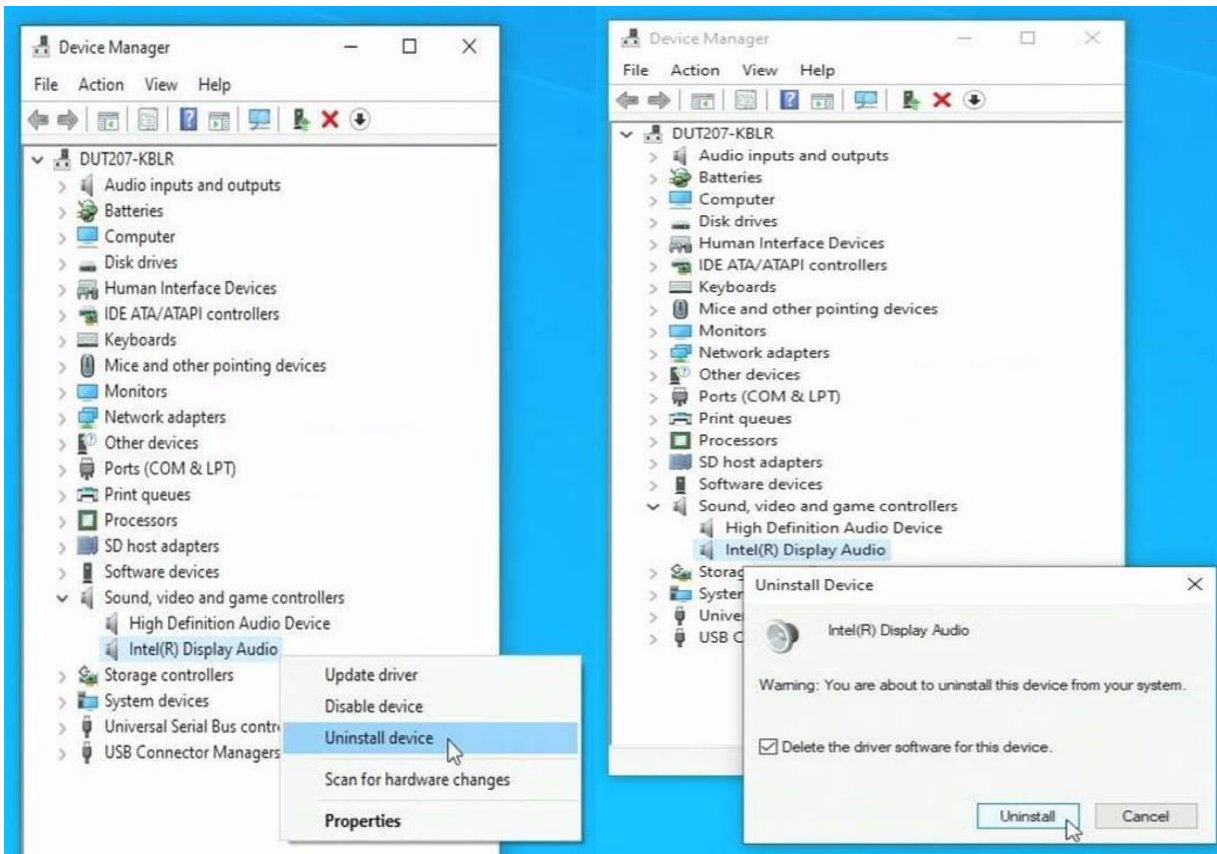 Device Manager
File Action View Help
DUT207-KBLR
Audio inputs and outputs
Batteries
Computer
Disk drives
Human Interface Devices
IDE ATA/ATAPI controllers
Keyboards
Mice and other pointing devices
Monitors
Network adapters
Other devices
Ports (COM & LPT)
Print queues
Processors
SD host adapters
Software devices
Sound, video and game controllers
High Definition Audio Device
Intel(R) Display Audio
Storage controllers
System devices
Universal Serial Bus contr
USB Connector Managers
Update driver
Disable device
Uninstall device
Scan for hardware changes
Properties
Device Manager
File Action View Help
DUT207-KBLR
Audio inputs and outputs
Batteries
Computer
Disk drives
Human Interface Devices
IDE ATA/ATAPI controllers
Keyboards
Mice and other pointing devices
Monitors
Network adapters
Other devices
Ports (COM & LPT)
Print queues
Processors
SD host adapters
Software devices
Sound, video and game controllers
High Definition Audio Device
Intel(R) Display Audio
Storag
System
Univer
USB C
Uninstall Device
Intel(R) Display Audio
Warning: You are about to uninstall this device from your system.
Delete the driver software for this device.
Uninstall Cancel